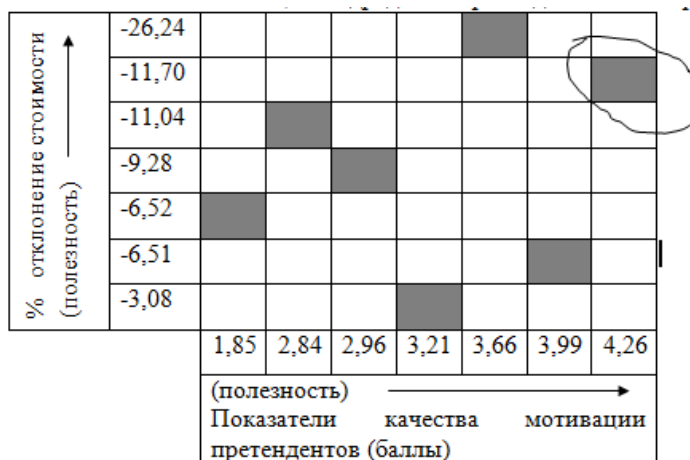 % отклонение стоимости
(полезность)
-26,24
-11,70
-11,04
-9,28
-6,52
-6,51
-3,08
1,85 2,84 2,96 3,21 3,66 3,99 4,26
(полезность)
Показатели качества мотивации
претендентов (баллы)